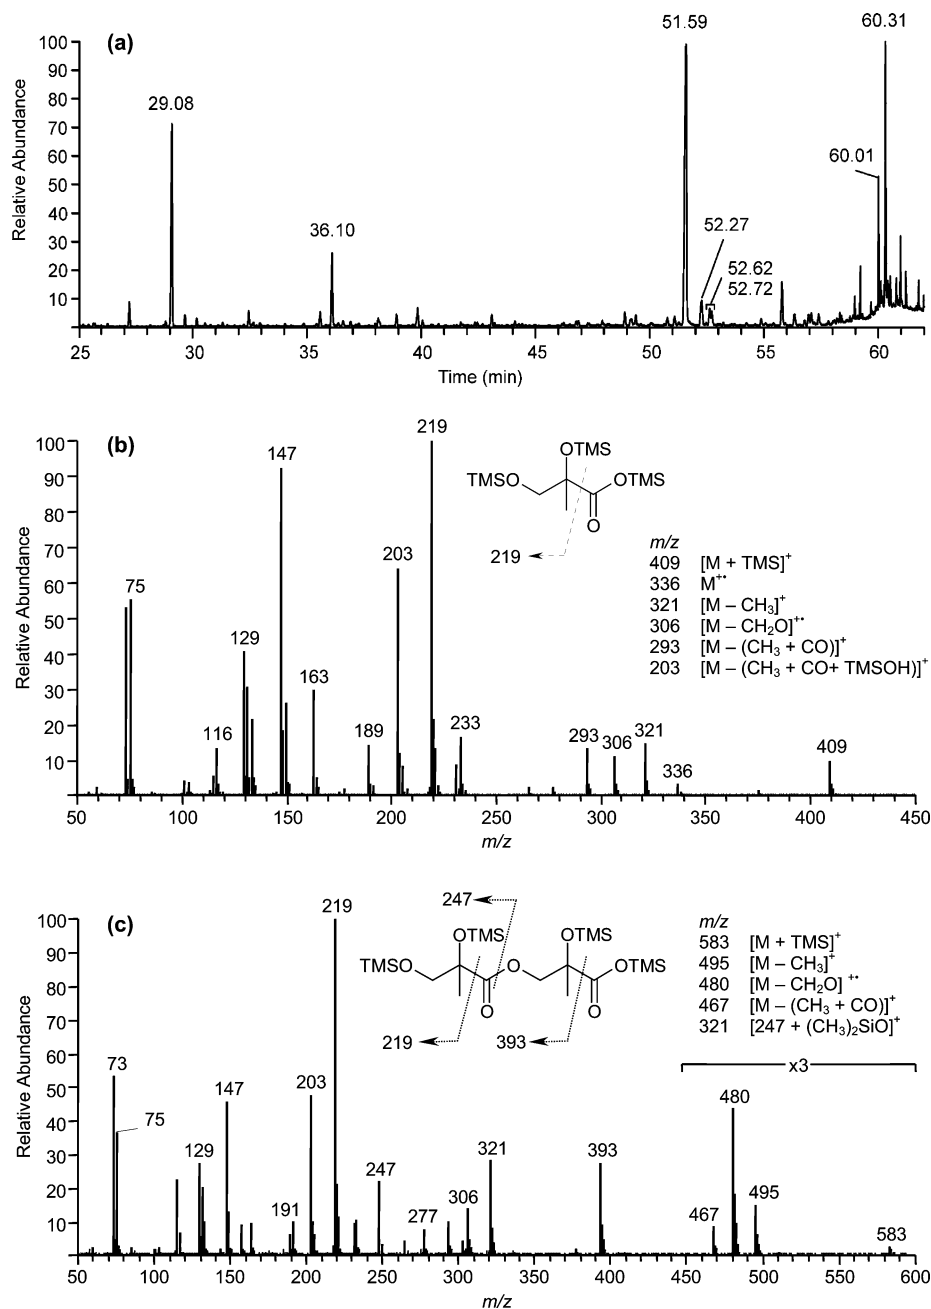 (a)
51.59
60.31
29.08
60.01
36.10
52.27
52.62
52.72
Relative Abundance
100
90
80
70
60
50
40
30
20
10
25 30 35 40 45 50 55 60
Time (min)
(b)
219
147
203
75
129
163
116
189
233
293
306
321
336
409
OTMS
TMSO OTMS
O
219
m/z
409 [M + TMS]+
336 M+•
321 [M – CH3]+
306 [M – CH2O]+•
293 [M – (CH3 + CO)]+
203 [M – (CH3 + CO+ TMSOH)]+
Relative Abundance
100
90
80
70
60
50
40
30
20
10
50 100 150 200 250 300 350 400 450
m/z
(c)
219
247
OTMS OTMS
TMSO O OTMS
O O
219 393
m/z
583 [M + TMS]+
495 [M – CH3]+
480 [M – CH2O] +•
467 [M – (CH3 + CO)]+
321 [247 + (CH3)2SiO]+
x3
73
75
129
147
191
203
247
277
306
321
393
467
480
495
583
Relative Abundance
100
90
80
70
60
50
40
30
20
10
50 100 150 200 250 300 350 400 450 500 550 600
m/z